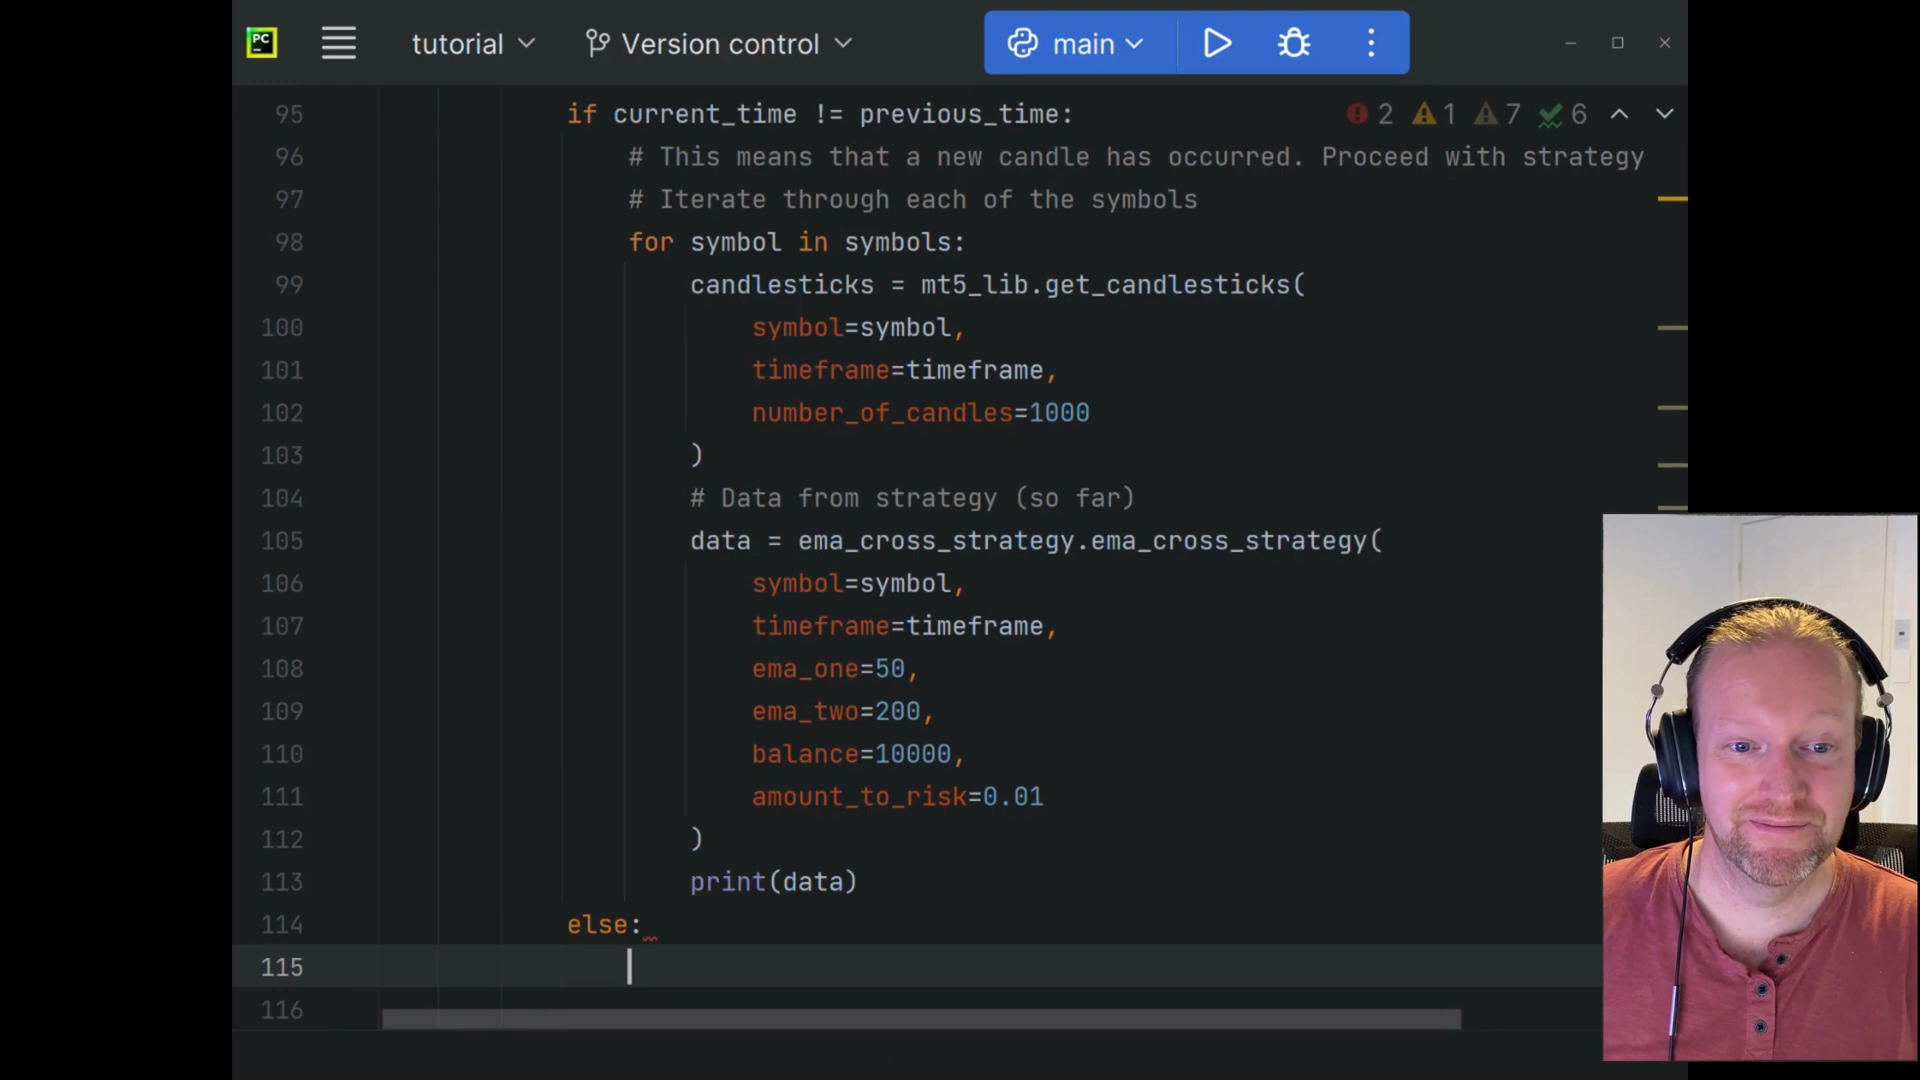 PC
tutorial
Version control
main
2 1 7 6
95 if current_time != previous_time:
96 # This means that a new candle has occurred. Proceed with strategy
97 # Iterate through each of the symbols
98 for symbol in symbols:
99 candlesticks = mt5_lib.get_candlesticks(
100 symbol=symbol,
101 timeframe=timeframe,
102 number_of_candles=1000
103 )
104 # Data from strategy (so far)
105 data = ema_cross_strategy.ema_cross_strategy(
106 symbol=symbol,
107 timeframe=timeframe,
108 ema_one=50,
109 ema_two=200,
110 balance=10000,
111 amount_to_risk=0.01
112 )
113 print(data)
114 else:
115
116